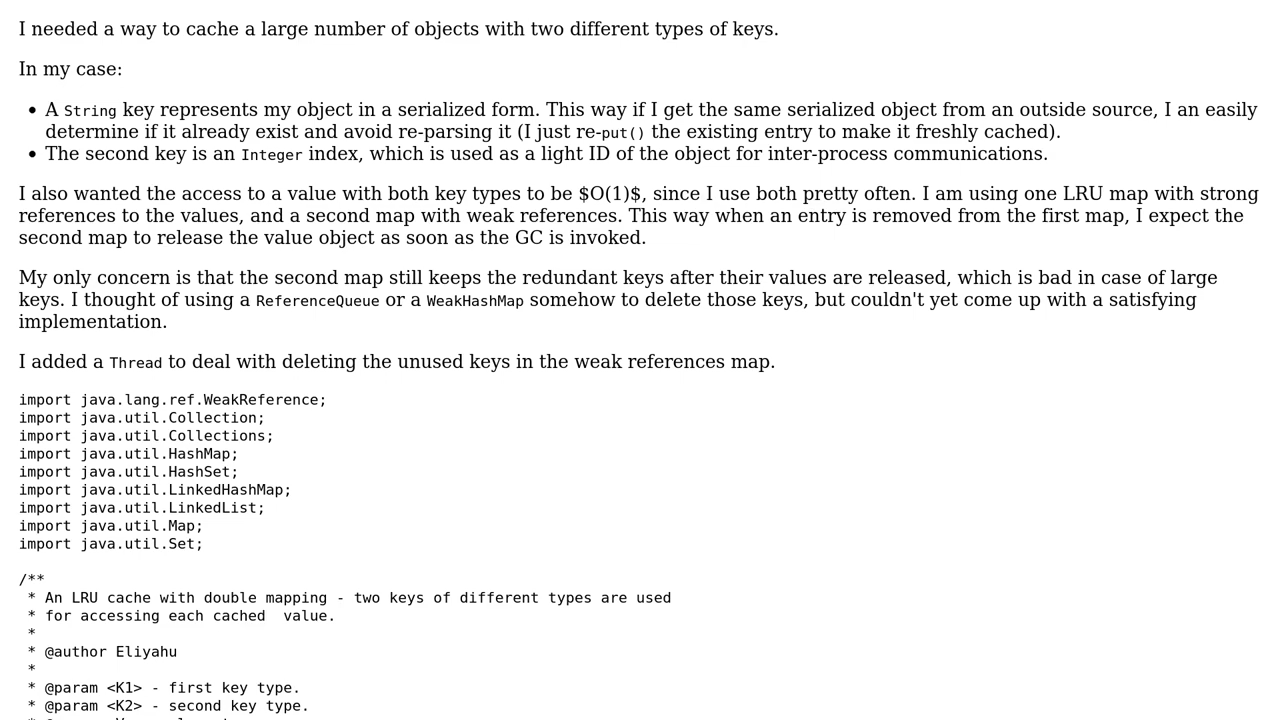 I needed a way to cache a large number of objects with two different types of keys.
In my case:
• A String key represents my object in a serialized form. This way if I get the same serialized object from an outside source, I an easily
determine if it already exist and avoid re-parsing it (I just re-put() the existing entry to make it freshly cached).
• The second key is an Integer index, which is used as a light ID of the object for inter-process communications.
I also wanted the access to a value with both key types to be $O(1)$, since I use both pretty often. I am using one LRU map with strong
references to the values, and a second map with weak references. This way when an entry is removed from the first map, I expect the
second map to release the value object as soon as the GC is invoked.
My only concern is that the second map still keeps the redundant keys after their values are released, which is bad in case of large
keys. I thought of using a ReferenceQueue or a WeakHashMap somehow to delete those keys, but couldn't yet come up with a satisfying
implementation.
I added a Thread to deal with deleting the unused keys in the weak references map.
import java.lang.ref.WeakReference;
import java.util.Collection;
import java.util.Collections;
import java.util.HashMap;
import java.util.HashSet;
import java.util.LinkedHashMap;
import java.util.LinkedList;
import java.util.Map;
import java.util.Set;
/**
* An LRU cache with double mapping - two keys of different types are used
* for accessing each cached  value.
*
* @author Eliyahu
*
* @param <K1> - first key type.
* @param <K2> - second key type.